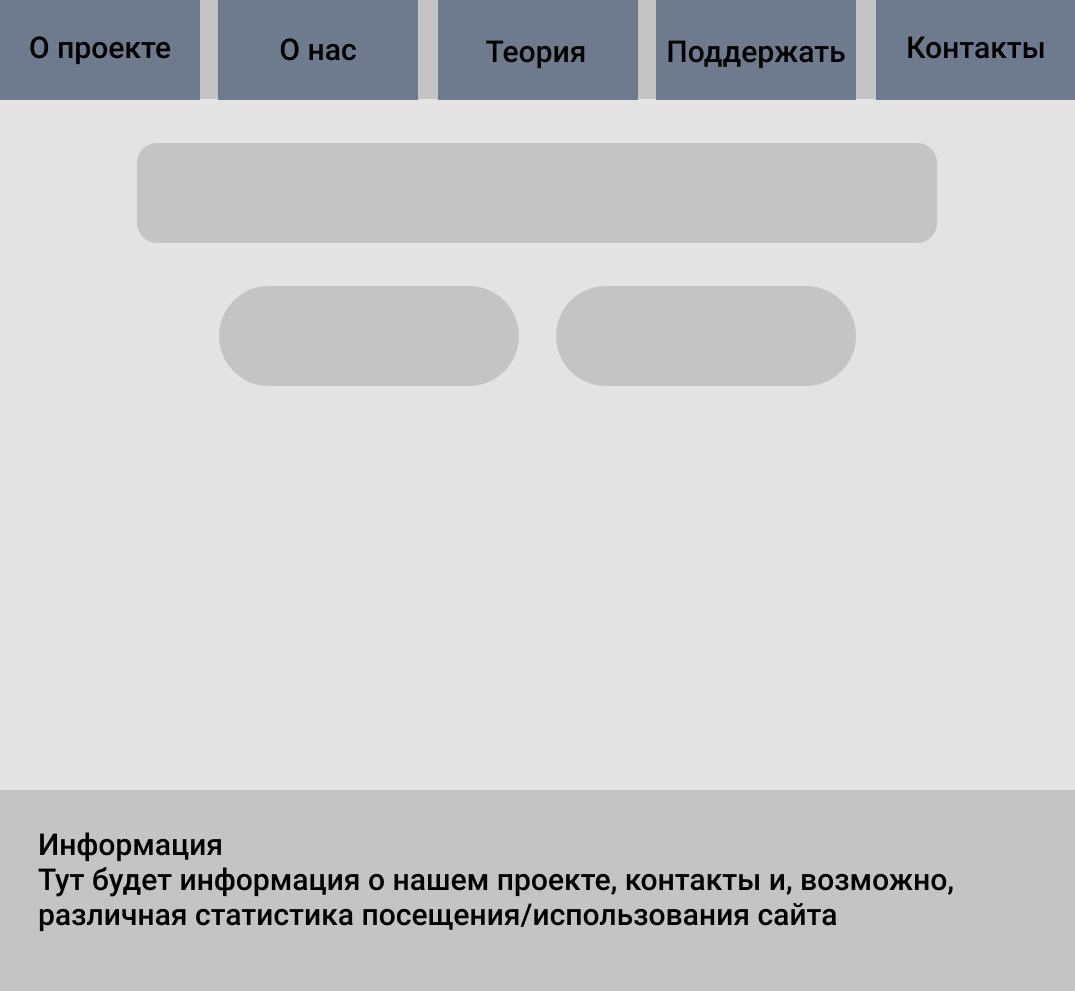 О проекте
О нас
Теория
Поддержать
Контакты
Информация
Тут будет информация о нашем проекте, контакты и, возможно,
различная статистика посещения/использования сайта